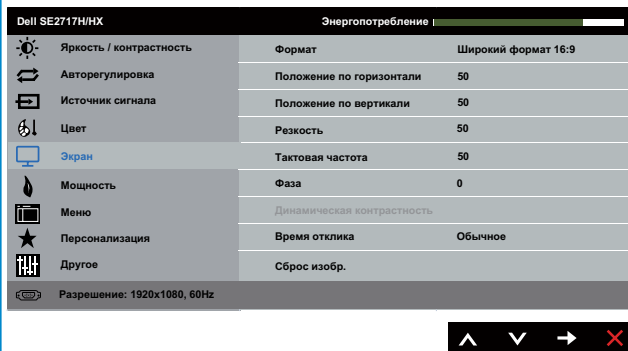 Dell SE2717H/HX Энергопотребление
Яркость / контрастность
Авторегулировка
Источник сигнала
Цвет
Экран
Мощность
Меню
Персонализация
Другое
Формат Широкий формат 16:9
Положение по горизонтали 50
Положение по вертикали 50
Резкость 50
Тактовая частота 50
Фаза 0
Динамическая контрастность
Время отклика Обычное
Сброс изобр.
Разрешение: 1920x1080, 60Hz